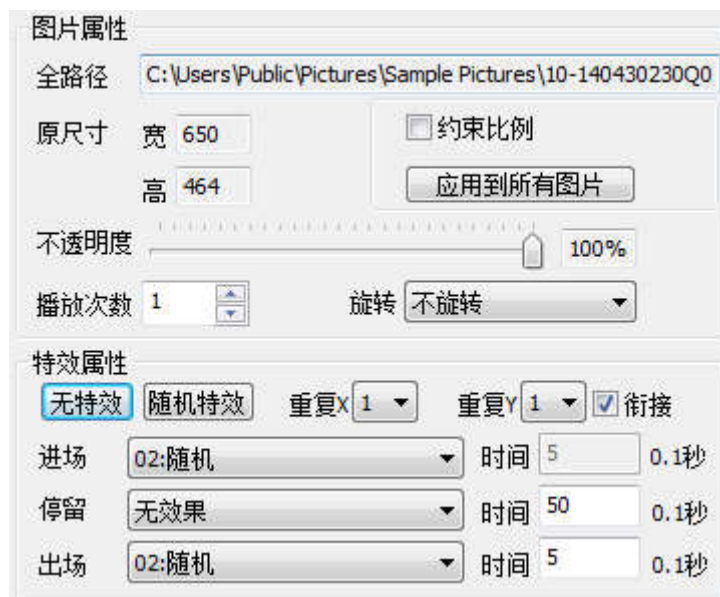 图片属性
全路径 C:\Users\Public\Pictures\Sample Pictures\10-140430230Q0
原尺寸 宽 650 约束比例
高 464 应用到所有图片
不透明度 100%
播放次数 1 旋转 不旋转
特效属性
无特效 随机特效 重复X 1 重复Y 1 衔接
进场 02:随机 时间 5 0.1秒
停留 无效果 时间 50 0.1秒
出场 02:随机 时间 5 0.1秒